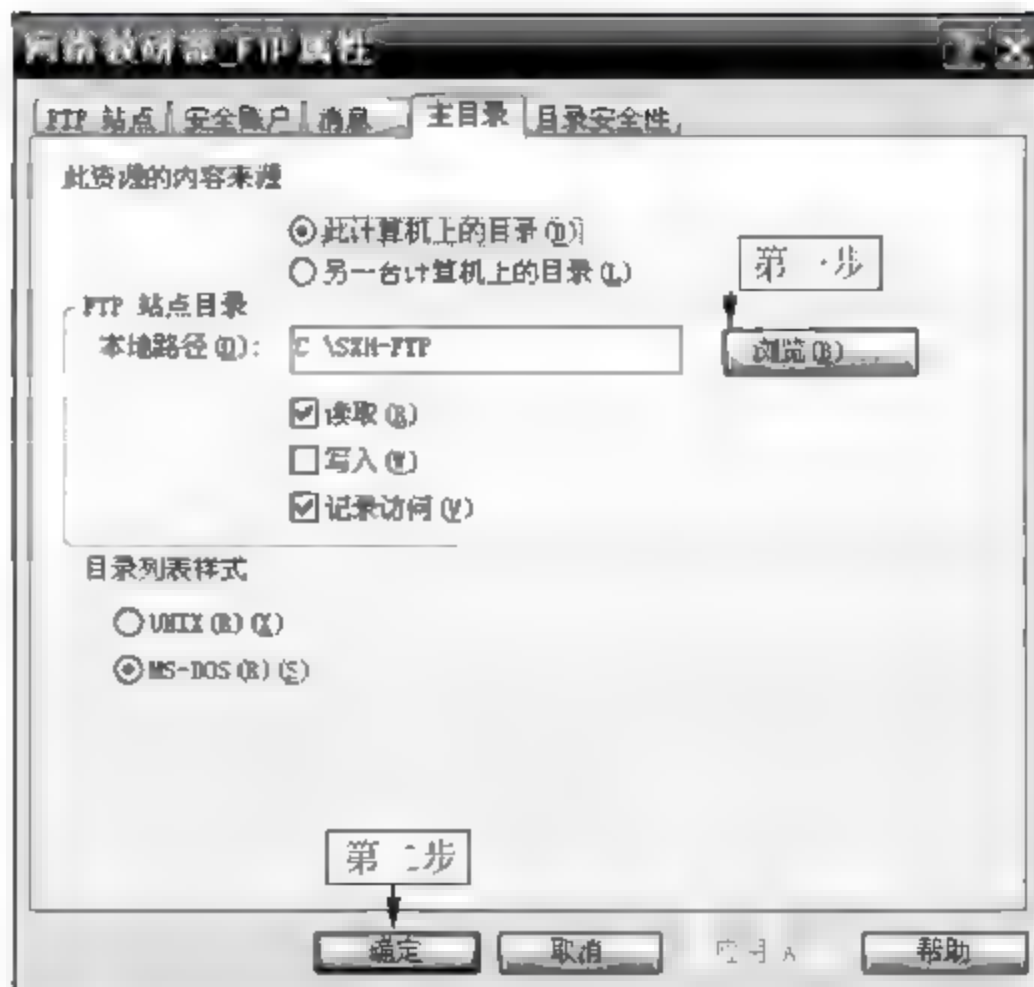 网络教研部_FTP 属性
FTP 站点 安全账户 消息 主目录 目录安全性
此资源的内容来源
此计算机上的目录(D)
另一台计算机上的目录(L)
第一步
FTP 站点目录
本地路径(O): C \SXH-FTP 浏览(B)...
读取(R)
写入(W)
记录访问(V)
目录列表样式
UNIX(R)(X)
MS-DOS(R)(S)
第二步
确定 取消 应用 A 帮助